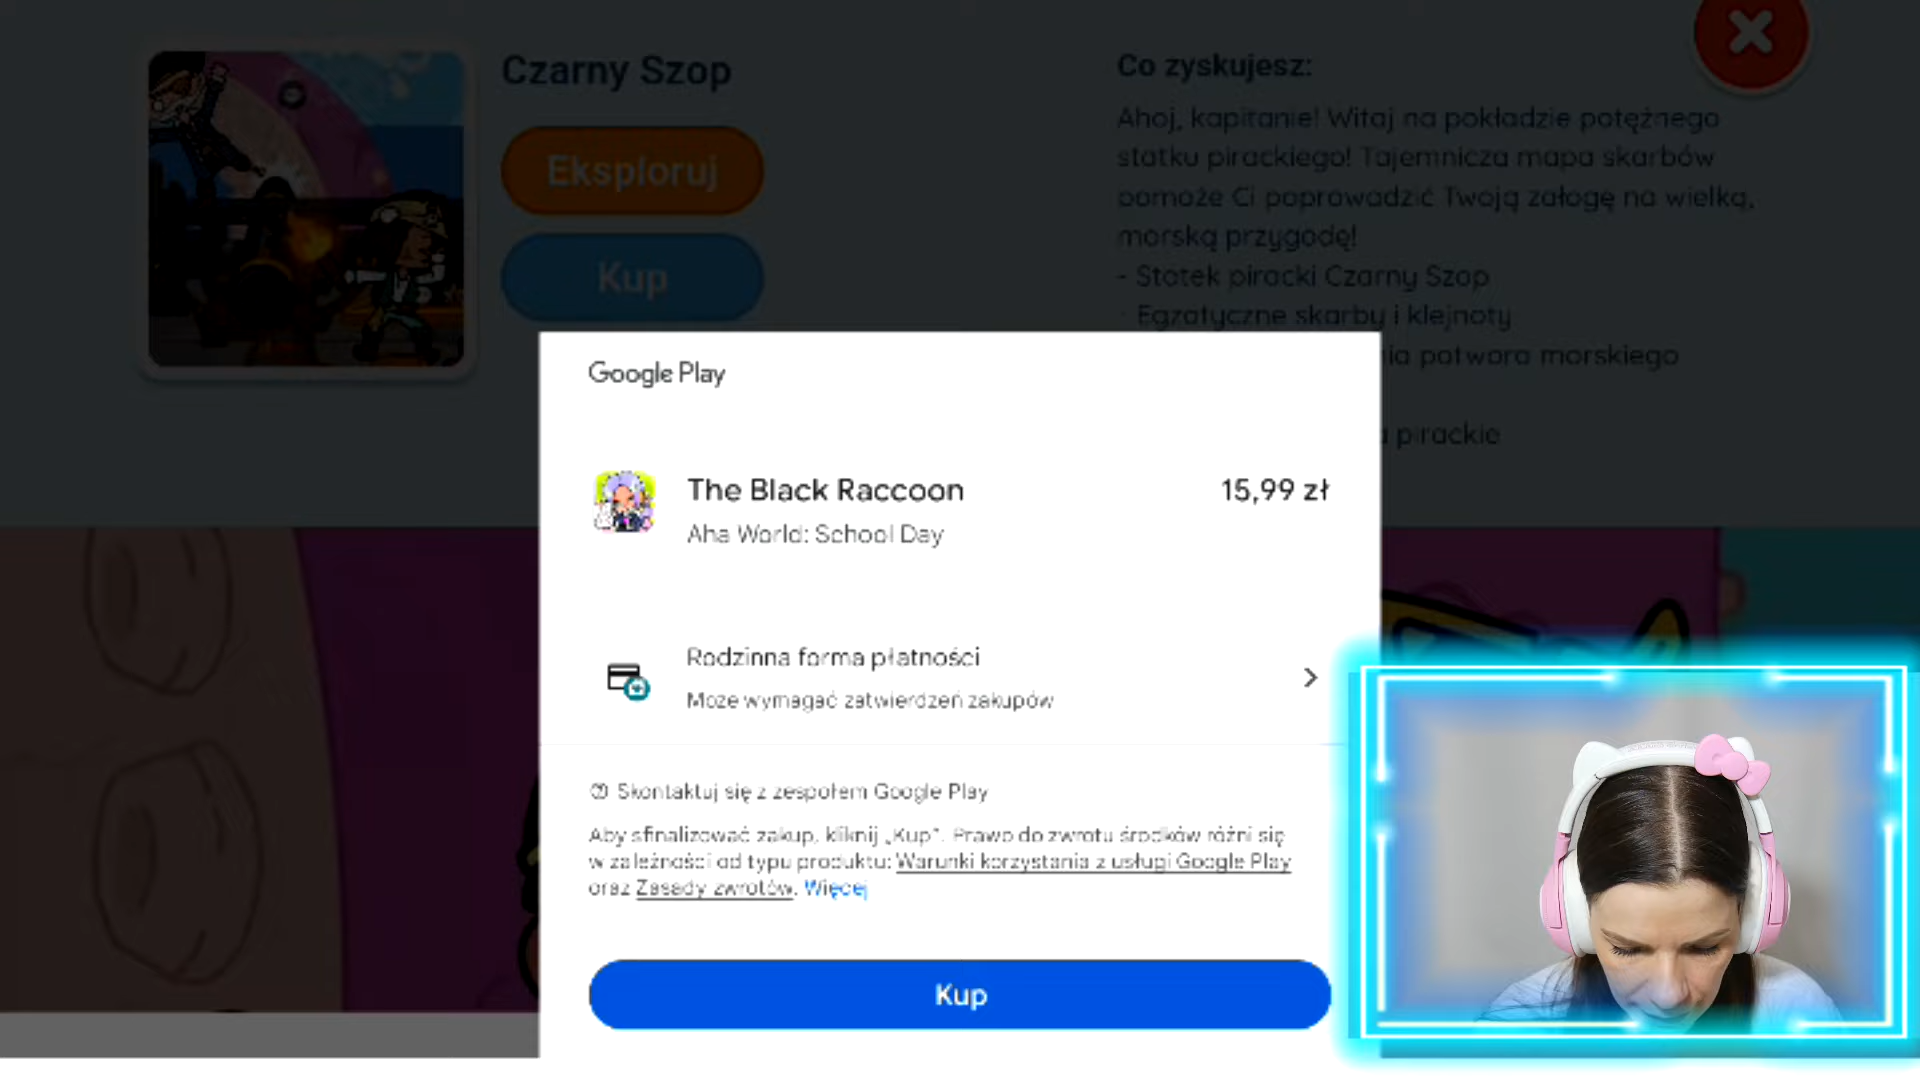 Czarny Szop
Eksploruj
Kup
Co zyskujesz:
Ahoj, kapitanie! Witaj na pokładzie potężnego
statku pirackiego! Tajemnicza mapa skarbów
pomoże Ci poprowadzić Twoją załogę na wielką,
morską przygodę!
- Statek piracki Czarny Szop
- Egzotyczne skarby i klejnoty
potwora morskiego
pirackie
Google Play
The Black Raccoon
15,99 zł
Aha World: School Day
Rodzinna forma płatności
Może wymagać zatwierdzeń zakupów
Skontaktuj się z zespołem Google Play
Aby sfinalizować zakup, kliknij „Kup”. Prawo do zwrotu środków różni się
w zależności od typu produktu: Warunki korzystania z usługi Google Play
oraz Zasady zwrotów. Więcej
Kup